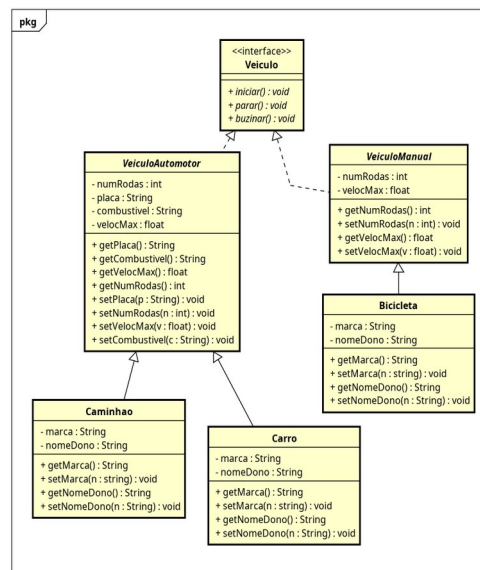 pkg
<<interface>>
Veiculo
+ iniciar() : void
+ parar() : void
+ buzinar() : void
VeiculoAutomotor
- numRodas : int
- placa : String
- combustivel : String
- velocMax : float
+ getPlaca() : String
+ getCombustivel() : String
+ getVelocMax() : float
+ getNumRodas() : int
+ setPlaca(p : String) : void
+ setNumRodas(n : int) : void
+ setVelocMax(v : float) : void
+ setCombustivel(c : String) : void
VeiculoManual
- numRodas : int
- velocMax : float
+ getNumRodas() : int
+ setNumRodas(n : int) : void
+ getVelocMax() : float
+ setVelocMax(v : float) : void
Bicicleta
- marca : String
- nomeDono : String
+ getMarca() : String
+ setMarca(n : string) : void
+ getNomeDono() : String
+ setNomeDono(n : String) : void
Caminhao
- marca : String
- nomeDono : String
+ getMarca() : String
+ setMarca(n : string) : void
+ getNomeDono() : String
+ setNomeDono(n : String) : void
Carro
- marca : String
- nomeDono : String
+ getMarca() : String
+ setMarca(n : string) : void
+ getNomeDono() : String
+ setNomeDono(n : String) : void